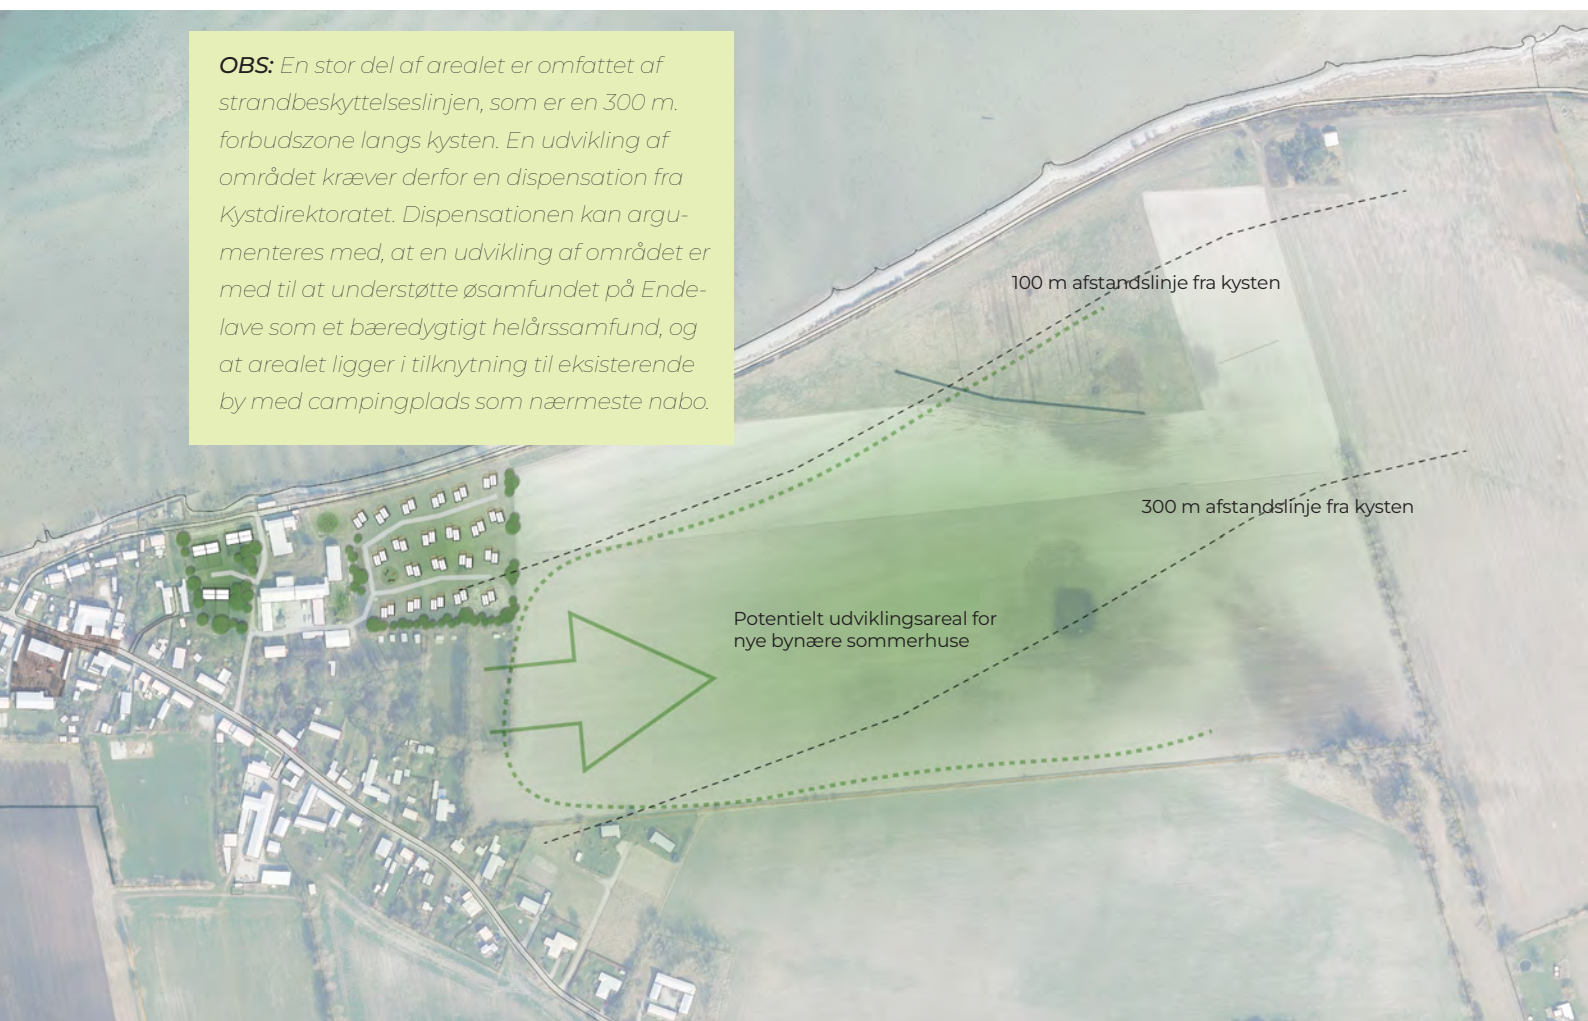 OBS: En stor del af arealet er omfattet af
strandbeskyttelseslinjen, som er en 300 m.
forbudszone langs kysten. En udvikling af
området kræver derfor en dispensation fra
Kystdirektoratet. Dispensationen kan argu-
menteres med, at en udvikling af området er
med til at understøtte øsamfundet på Ende-
lave som et bæredygtigt helårssamfund, og
at arealet ligger i tilknytning til eksisterende
by med campingplads som nærmeste nabo.
100 m afstandslinje fra kysten
300 m afstandslinje fra kysten
Potentielt udviklingsareal for
nye bynære sommerhuse